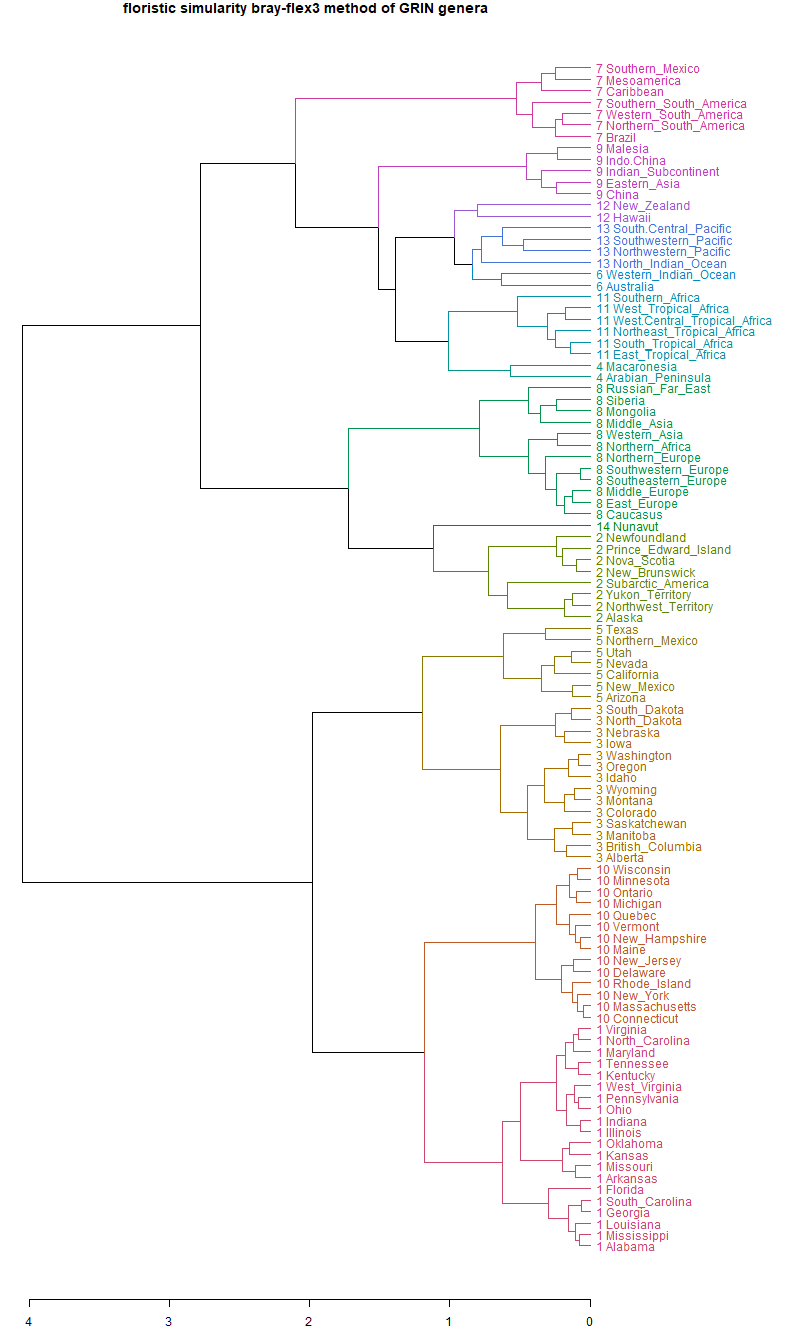 floristic simularity bray-flex3 method of GRIN genera
7 Southern_Mexico
7 Mesoamerica
7 Caribbean
7 Southern_South_America
7 Western_South_America
7 Northern_South_America
7 Brazil
9 Malesia
9 Indo.China
9 Indian_Subcontinent
9 Eastern_Asia
9 China
12 New_Zealand
12 Hawaii
13 South.Central_Pacific
13 Southwestern_Pacific
13 Northwestern_Pacific
13 North_Indian_Ocean
6 Western_Indian_Ocean
6 Australia
11 Southern_Africa
11 West_Tropical_Africa
11 West.Central_Tropical_Africa
11 Northeast_Tropical_Africa
11 South_Tropical_Africa
11 East_Tropical_Africa
4 Macaronesia
4 Arabian_Peninsula
8 Russian_Far_East
8 Siberia
8 Mongolia
8 Middle_Asia
8 Western_Asia
8 Northern_Africa
8 Northern_Europe
8 Southwestern_Europe
8 Southeastern_Europe
8 Middle_Europe
8 East_Europe
8 Caucasus
14 Nunavut
2 Newfoundland
2 Prince_Edward_Island
2 Nova_Scotia
2 New_Brunswick
2 Subarctic_America
2 Yukon_Territory
2 Northwest_Territory
2 Alaska
5 Texas
5 Northern_Mexico
5 Utah
5 Nevada
5 California
5 New_Mexico
5 Arizona
3 South_Dakota
3 North_Dakota
3 Nebraska
3 Iowa
3 Washington
3 Oregon
3 Idaho
3 Wyoming
3 Montana
3 Colorado
3 Saskatchewan
3 Manitoba
3 British_Columbia
3 Alberta
10 Wisconsin
10 Minnesota
10 Ontario
10 Michigan
10 Quebec
10 Vermont
10 New_Hampshire
10 Maine
10 New_Jersey
10 Delaware
10 Rhode_Island
10 New_York
10 Massachusetts
10 Connecticut
1 Virginia
1 North_Carolina
1 Maryland
1 Tennessee
1 Kentucky
1 West_Virginia
1 Pennsylvania
1 Ohio
1 Indiana
1 Illinois
1 Oklahoma
1 Kansas
1 Missouri
1 Arkansas
1 Florida
1 South_Carolina
1 Georgia
1 Louisiana
1 Mississippi
1 Alabama
4 3 2 1 0